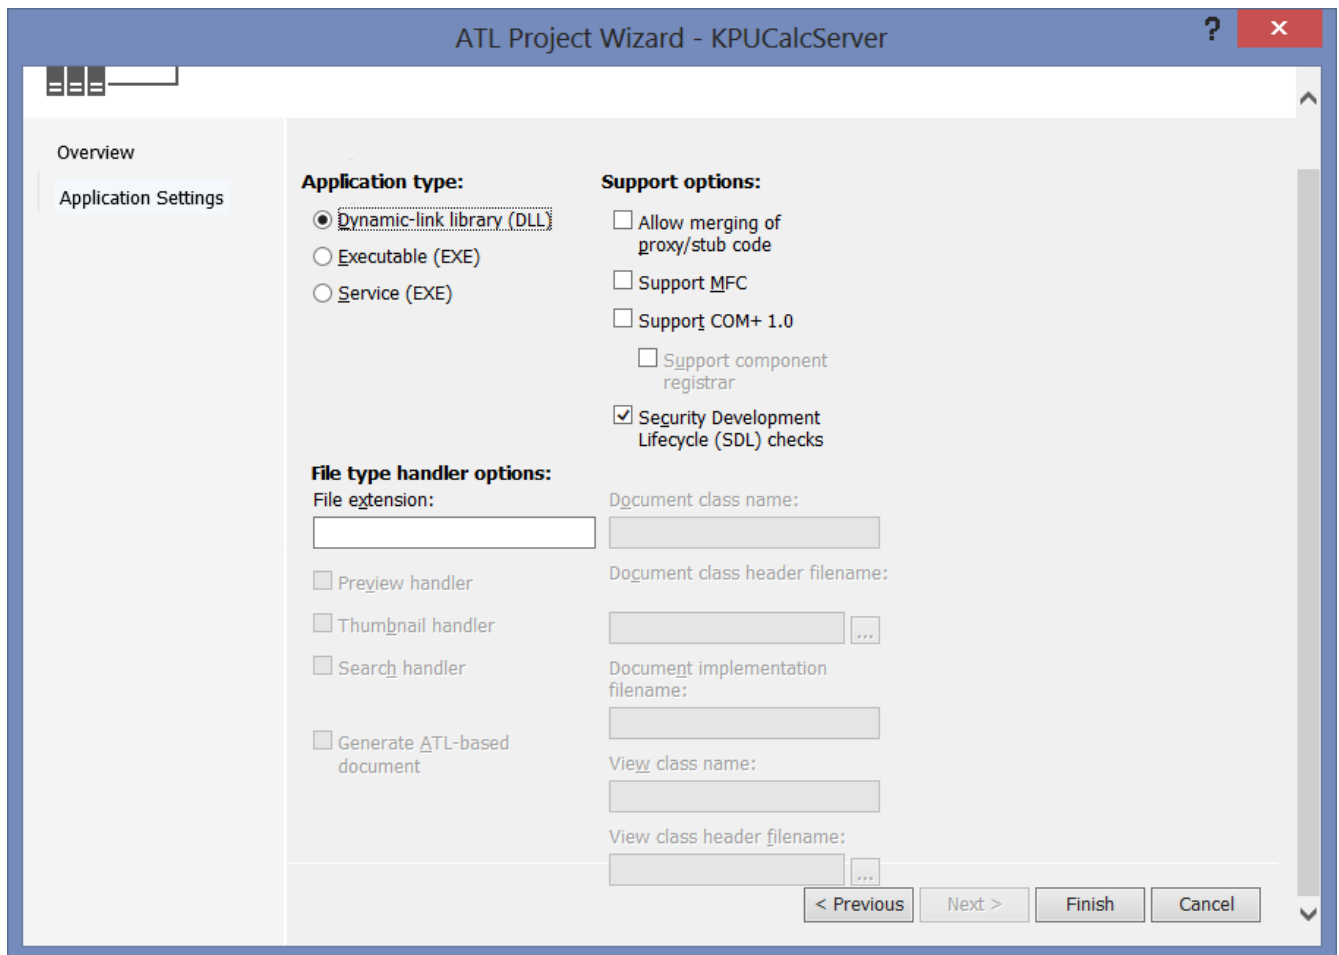 ATL Project Wizard - KPUCalcServer
?
Overview
Application Settings
Application type:
Dynamic-link library (DLL)
Executable (EXE)
Service (EXE)
Support options:
Allow merging of
proxy/stub code
Support MFC
Support COM+ 1.0
Support component
registrar
Security Development
Lifecycle (SDL) checks
File type handler options:
File extension:
Preview handler
Thumbnail handler
Search handler
Generate ATL-based
document
Document class name:
Document class header filename:
...
Document implementation
filename:
View class name:
View class header filename:
...
< Previous
Next >
Finish
Cancel